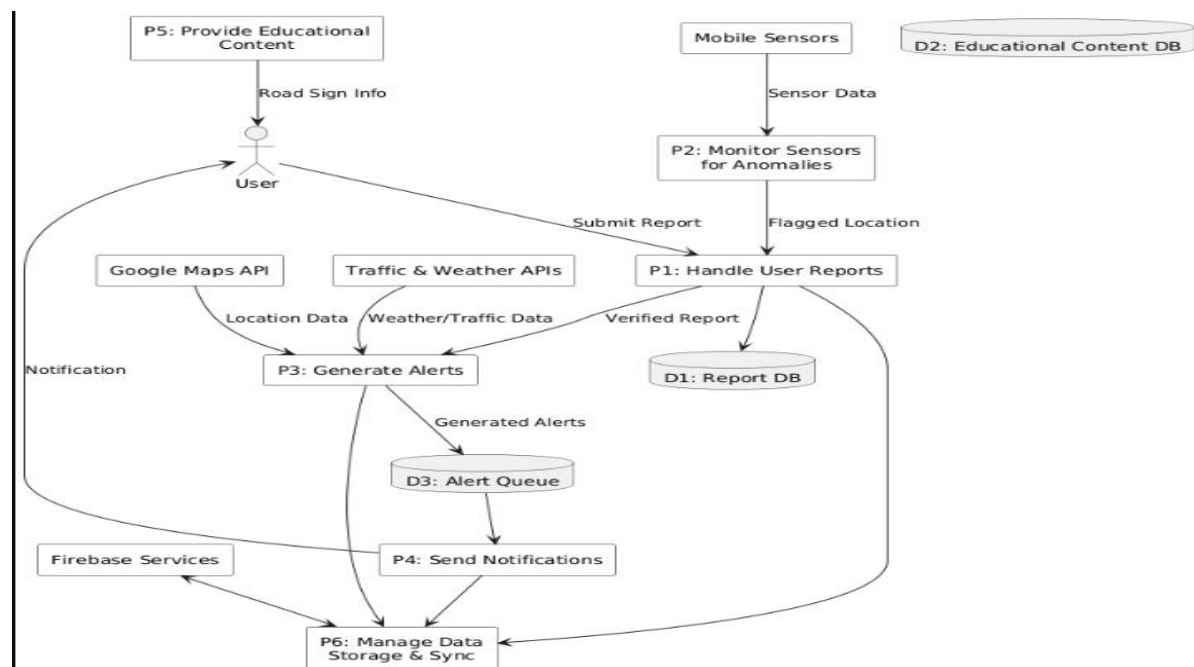 P5: Provide Educational
Content
Mobile Sensors
D2: Educational Content DB
Road Sign Info
Sensor Data
P2: Monitor Sensors
for Anomalies
User
Submit Report
Flagged Location
Google Maps API
Traffic & Weather APIs
P1: Handle User Reports
Location Data
Weather/Traffic Data
Verified Report
Notification
P3: Generate Alerts
D1: Report DB
Generated Alerts
D3: Alert Queue
Firebase Services
P4: Send Notifications
P6: Manage Data
Storage & Sync